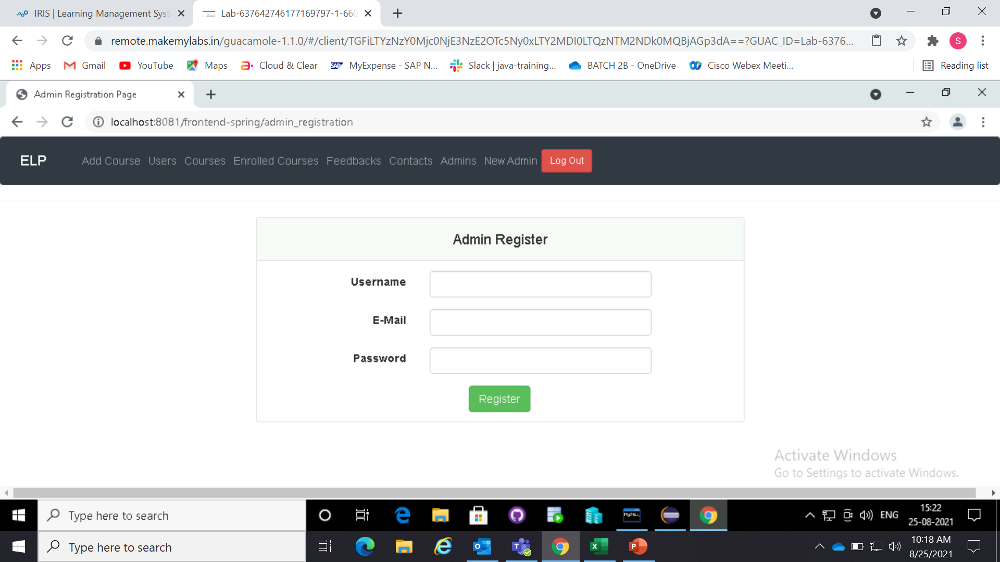 IRIS | Learning Management Syst
Lab-637642746177169797-1-660
remote.makemylabs.in/guacamole-1.1.0/#/client/TGFiLTYzNzY0Mjc0NjE3NzE2OTc5Ny0xLTY2MDI0LTQzNTM2NDk0MQBjAGp3dA==?GUAC_ID=Lab-6376...
S
Apps Gmail YouTube Maps Cloud & Clear SAP MyExpense - SAP N... Slack | java-training... BATCH 2B - OneDrive Cisco Webex Meeti... Reading list
Admin Registration Page
localhost:8081/frontend-spring/admin_registration
ELP Add Course Users Courses Enrolled Courses Feedbacks Contacts Admins New Admin Log Out
Admin Register
Username
E-Mail
Password
Register
Activate Windows
Go to Settings to activate Windows.
Type here to search
MySQL
ENG
15:22
25-08-2021
Type here to search
10:18 AM
8/25/2021